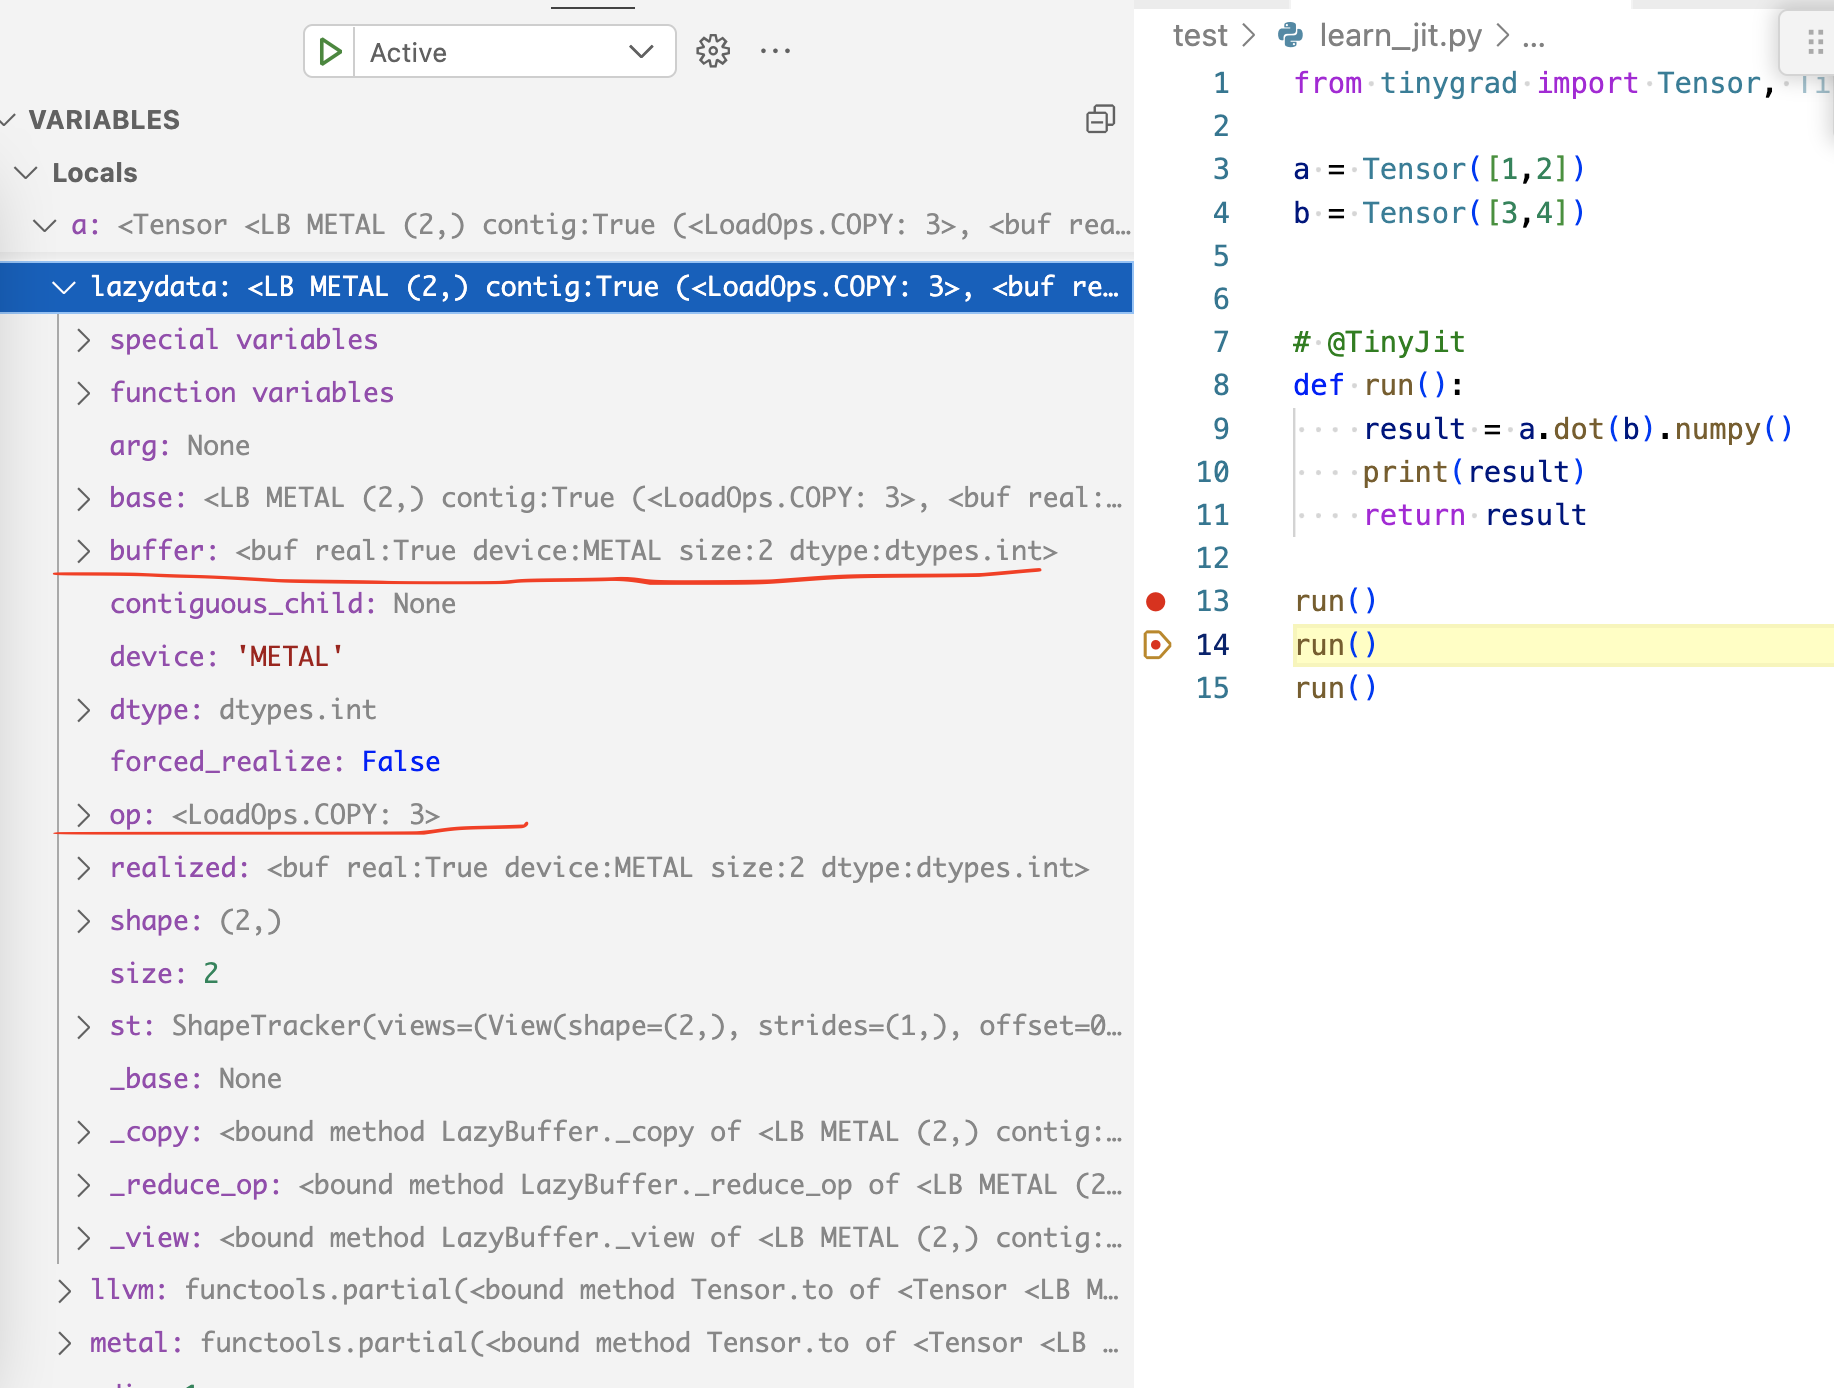 Active
VARIABLES
Locals
a: <Tensor <LB METAL (2,) contig:True (<LoadOps.COPY: 3>, <buf rea…
lazydata: <LB METAL (2,) contig:True (<LoadOps.COPY: 3>, <buf re…
special variables
function variables
arg: None
base: <LB METAL (2,) contig:True (<LoadOps.COPY: 3>, <buf real:…
buffer: <buf real:True device:METAL size:2 dtype:dtypes.int>
contiguous_child: None
device: 'METAL'
dtype: dtypes.int
forced_realize: False
op: <LoadOps.COPY: 3>
realized: <buf real:True device:METAL size:2 dtype:dtypes.int>
shape: (2,)
size: 2
st: ShapeTracker(views=(View(shape=(2,), strides=(1,), offset=0…
_base: None
_copy: <bound method LazyBuffer._copy of <LB METAL (2,) contig:…
_reduce_op: <bound method LazyBuffer._reduce_op of <LB METAL (2…
_view: <bound method LazyBuffer._view of <LB METAL (2,) contig:…
llvm: functools.partial(<bound method Tensor.to of <Tensor <LB M…
metal: functools.partial(<bound method Tensor.to of <Tensor <LB …
test > learn_jit.py > ...
1 from tinygrad import Tensor, Ti
2
3 a = Tensor([1,2])
4 b = Tensor([3,4])
5
6
7 # @TinyJit
8 def run():
9 result = a.dot(b).numpy()
10 print(result)
11 return result
12
13 run()
14 run()
15 run()